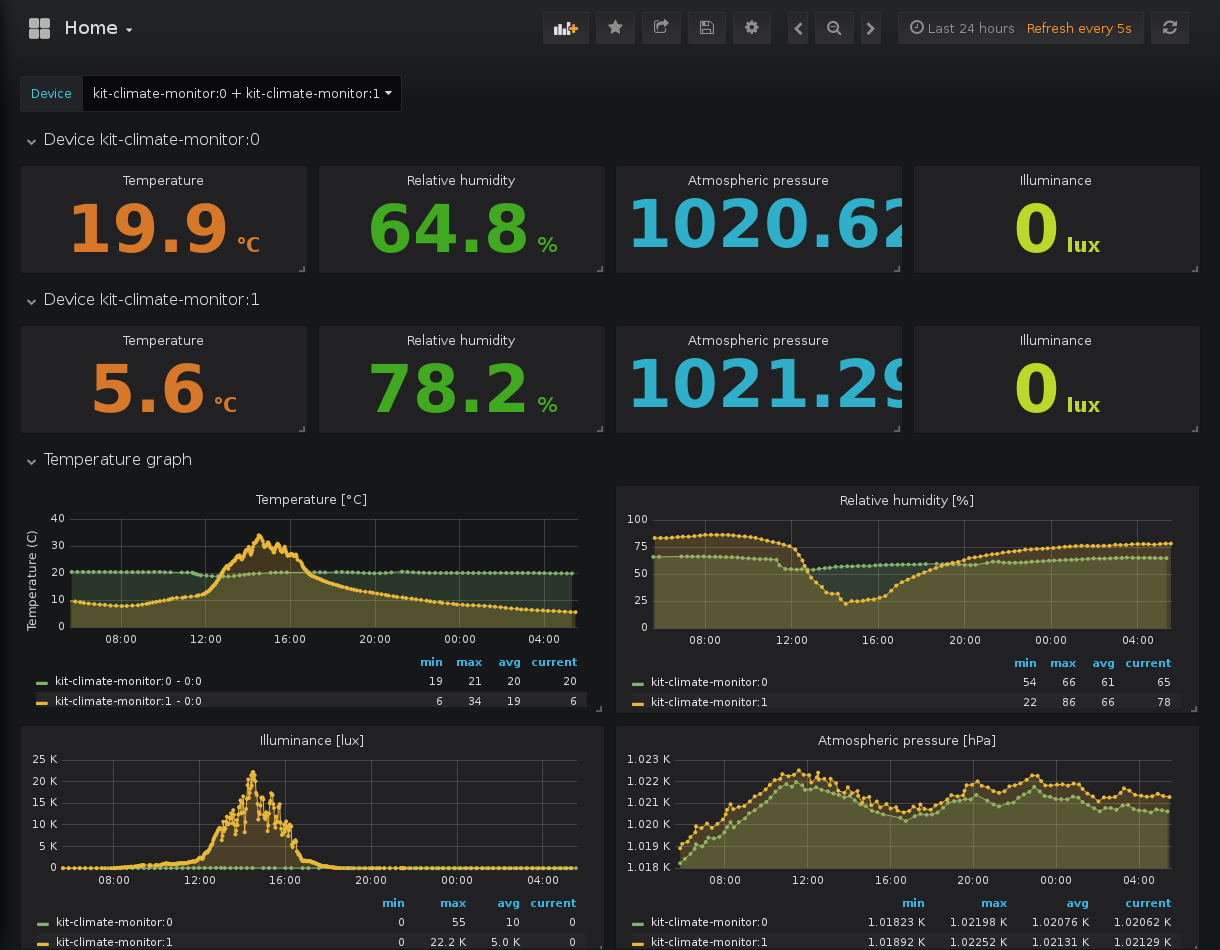 Home
Last 24 hours Refresh every 5s
Device kit-climate-monitor:0 + kit-climate-monitor:1
Device kit-climate-monitor:0
Temperature Relative humidity Atmospheric pressure Illuminance
19.9 °C 64.8 % 1020.62 0 lux
Device kit-climate-monitor:1
Temperature Relative humidity Atmospheric pressure Illuminance
5.6 °C 78.2 % 1021.29 0 lux
Temperature graph
Temperature [°C]
Temperature (C)
40
30
20
10
0
08:00 12:00 16:00 20:00 00:00 04:00
min max avg current
kit-climate-monitor:0 - 0:0 19 21 20 20
kit-climate-monitor:1 - 0:0 6 34 19 6
Relative humidity [%]
100
75
50
25
0
08:00 12:00 16:00 20:00 00:00 04:00
min max avg current
kit-climate-monitor:0 54 66 61 65
kit-climate-monitor:1 22 86 66 78
Illuminance [lux]
25 K
20 K
15 K
10 K
5 K
0
08:00 12:00 16:00 20:00 00:00 04:00
min max avg current
kit-climate-monitor:0 0 55 10 0
kit-climate-monitor:1 0 22.2 K 5.0 K 0
Atmospheric pressure [hPa]
1.023 K
1.022 K
1.021 K
1.020 K
1.019 K
1.018 K
08:00 12:00 16:00 20:00 00:00 04:00
min max avg current
kit-climate-monitor:0 1.01823 K 1.02198 K 1.02076 K 1.02062 K
kit-climate-monitor:1 1.01892 K 1.02252 K 1.02131 K 1.02129 K